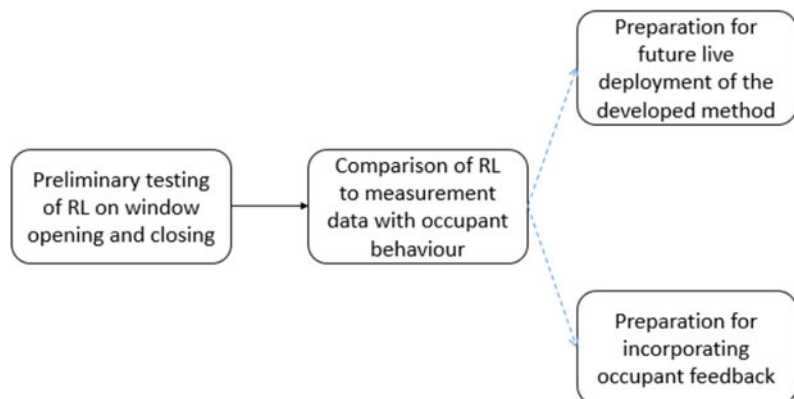 Preliminary testing
of RL on window
opening and closing
Comparison of RL
to measurement
data with occupant
behaviour
Preparation for
future live
deployment of the
developed method
Preparation for
incorporating
occupant feedback